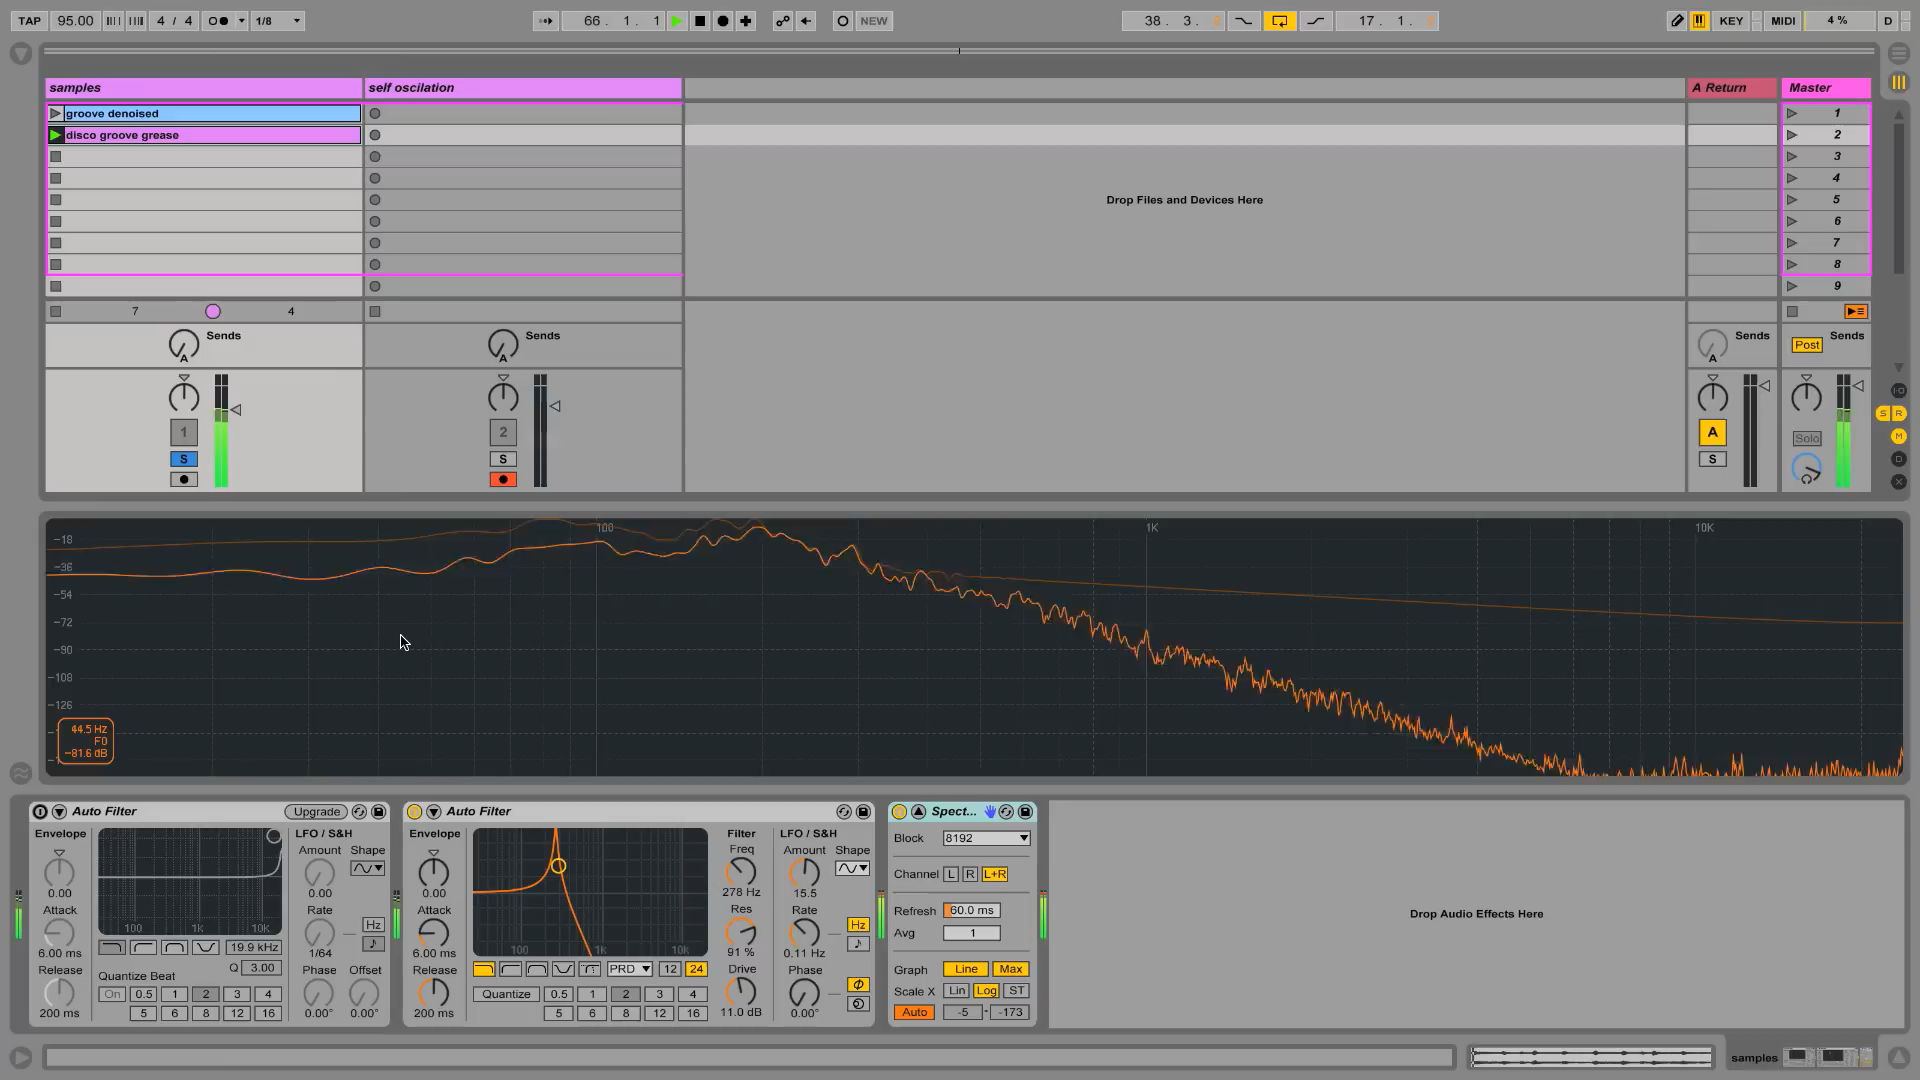 TAP 95.00 4 / 4 1/8 66 . 1 . 1 NEW 38 . 3 . 2 17 . 1 . KEY MIDI 4 % D
samples self oscilation A Return Master
groove denoised 1
disco groove grease 2
3
4
Drop Files and Devices Here 5
6
7
8
9
7 4
Sends Sends Sends Sends
A A A Post
1 2 A Solo
S S S
S R
M
D
X
100 1K 10K
-18
-36
-54
-72
-90
-108
-126
44.5 Hz
F0
-81.6 dB
Auto Filter Upgrade
Envelope LFO / S&H
Amount Shape
0.00 0.00
Attack Rate
100 1K 10K Hz
6.00 ms 19.9 kHz 1/64
Release Q 3.00 Phase Offset
Quantize Beat
On 0.5 1 2 3 4
200 ms 5 6 8 12 16 0.00° 0.00°
Auto Filter
Envelope Filter LFO / S&H
Freq Amount Shape
0.00 278 Hz 15.5
Attack Res Rate
Hz
100 1k 10k
6.00 ms 91 % 0.11 Hz
Release PRD 12 24 Drive Phase
Quantize 0.5 1 2 3 4
200 ms 5 6 8 12 16 11.0 dB 0.00°
Spect...
Block 8192
Channel L R L+R
Refresh 60.0 ms
Avg 1
Graph Line Max
Scale X Lin Log ST
Auto -5 - -173
Drop Audio Effects Here
samples